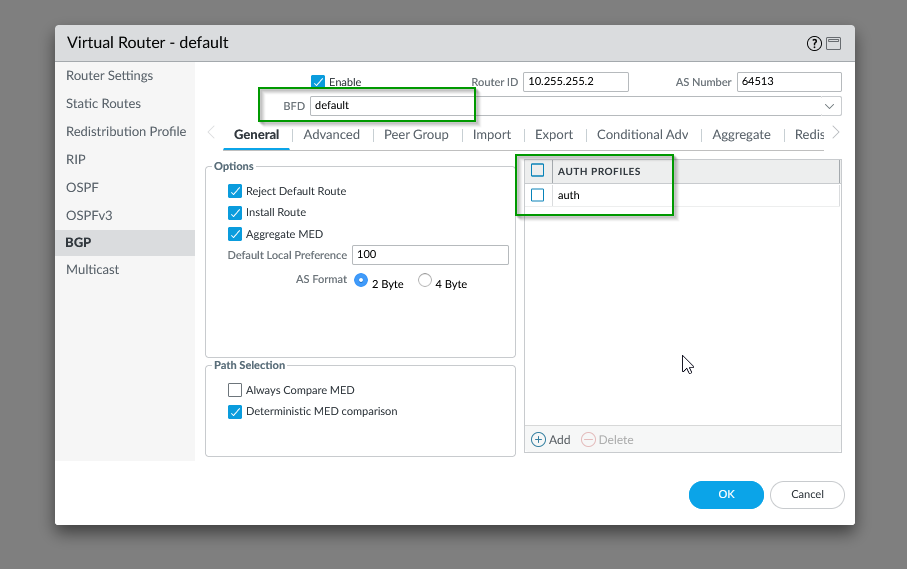 Virtual Router - default
Router Settings
Static Routes
Redistribution Profile
RIP
OSPF
OSPFv3
BGP
Multicast
Enable Router ID 10.255.255.2 AS Number 64513
BFD default
General Advanced Peer Group Import Export Conditional Adv Aggregate Redis
Options
Reject Default Route
Install Route
Aggregate MED
Default Local Preference 100
AS Format 2 Byte 4 Byte
Path Selection
Always Compare MED
Deterministic MED comparison
AUTH PROFILES
auth
Add Delete
OK Cancel